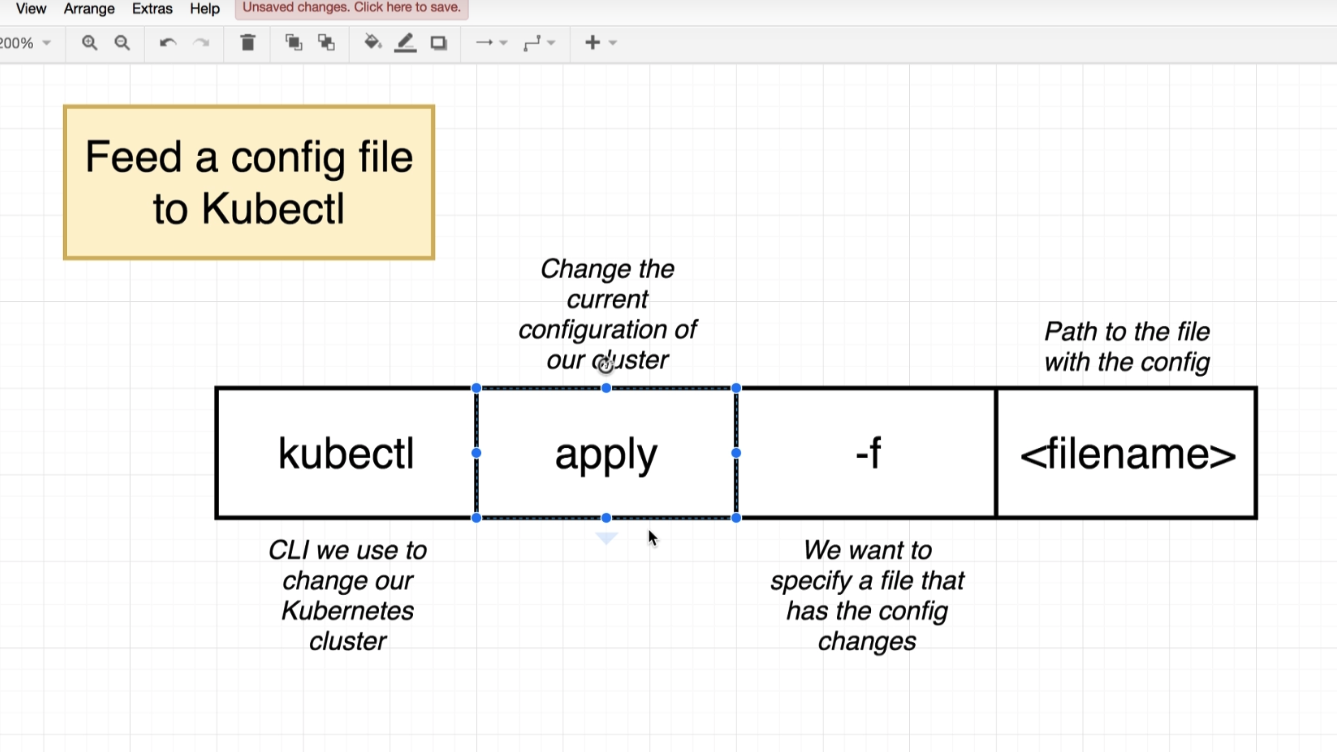 View Arrange Extras Help Unsaved changes. Click here to save.
200%
Feed a config file
to Kubectl
Change the
current
configuration of
our cluster
Path to the file
with the config
kubectl apply -f <filename>
CLI we use to
change our
Kubernetes
cluster
We want to
specify a file that
has the config
changes